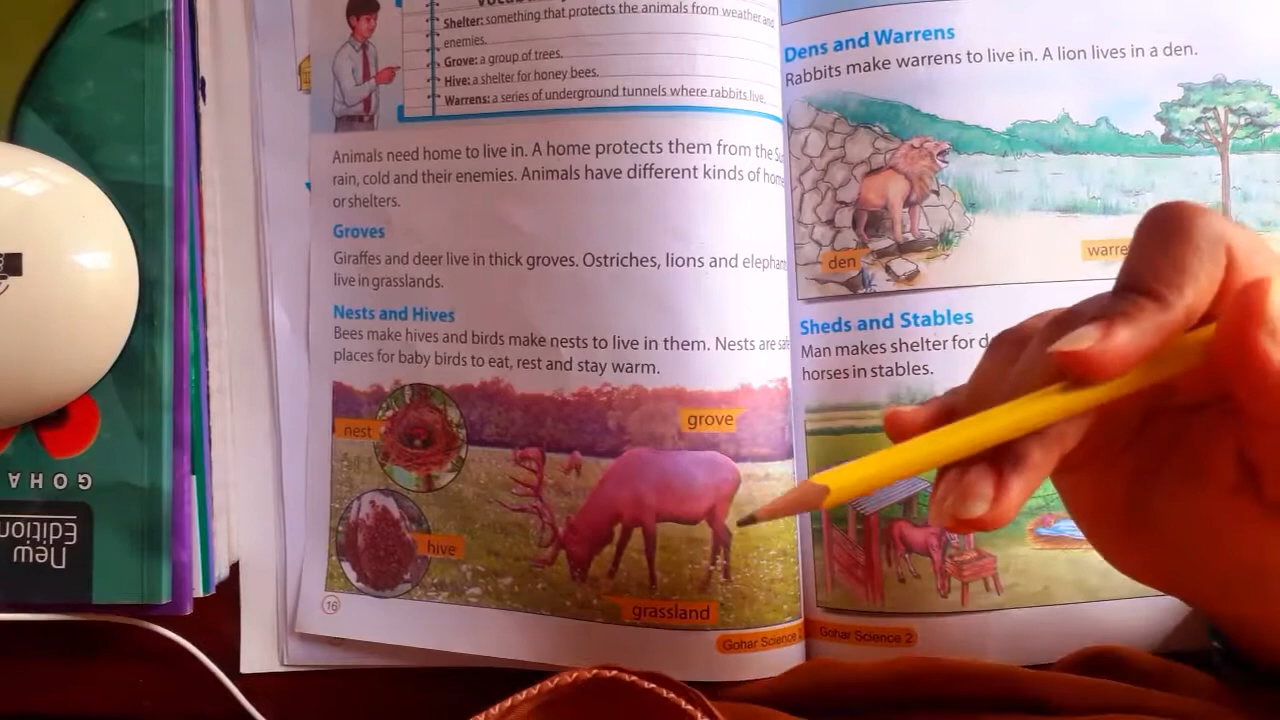 Shelter: something that protects the animals from weather and
enemies.
Grove: a group of trees.
Hive: a shelter for honey bees.
Warrens: a series of underground tunnels where rabbits live.
Animals need home to live in. A home protects them from the
rain, cold and their enemies. Animals have different kinds of
or shelters.
Groves
Giraffes and deer live in thick groves. Ostriches, lions and
live in grasslands.
Nests and Hives
Bees make hives and birds make nests to live in them. Nests are
places for baby birds to eat, rest and stay warm.
nest
grove
hive
grassland
16
Gohar Science
Dens and Warrens
Rabbits make warrens to live in. A lion lives in a den.
den
Sheds and Stables
Man makes shelter for
horses in stables.
Gohar Science 2
GOHA
New
Edition